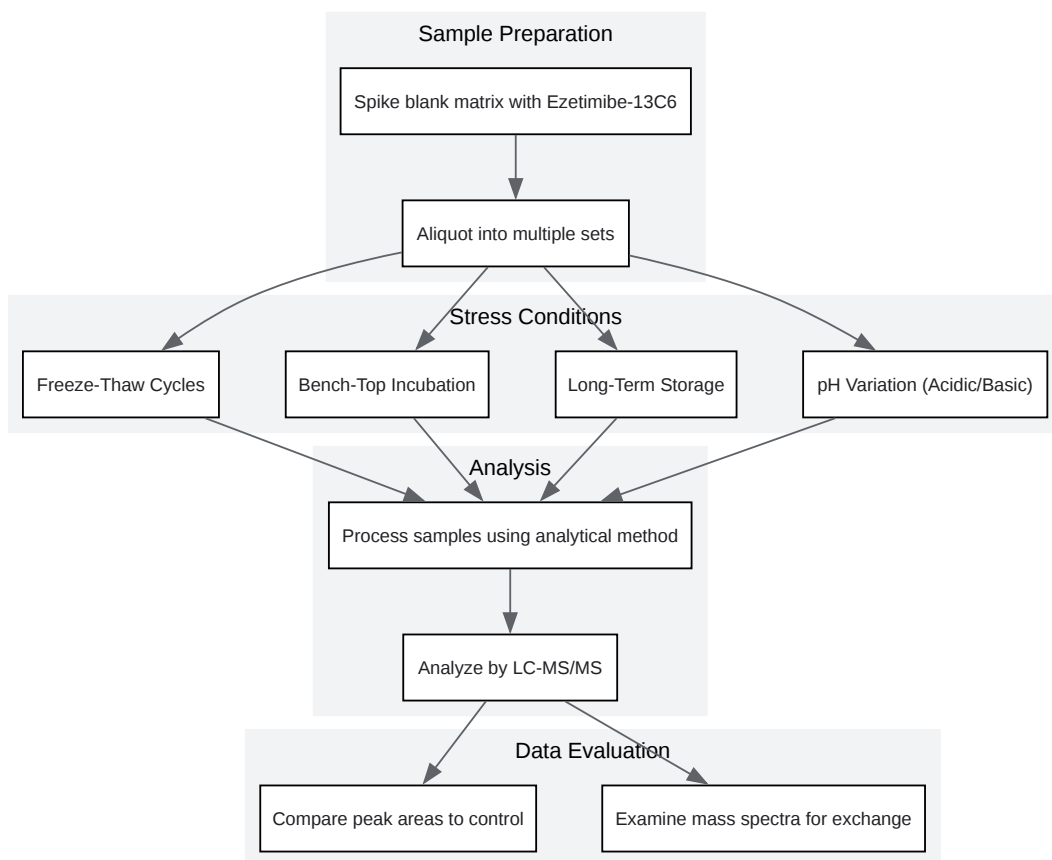 Sample Preparation
Spike blank matrix with Ezetimibe-13C6
Aliquot into multiple sets
Stress Conditions
Freeze-Thaw Cycles
Bench-Top Incubation
Long-Term Storage
pH Variation (Acidic/Basic)
Analysis
Process samples using analytical method
Analyze by LC-MS/MS
Data Evaluation
Compare peak areas to control
Examine mass spectra for exchange